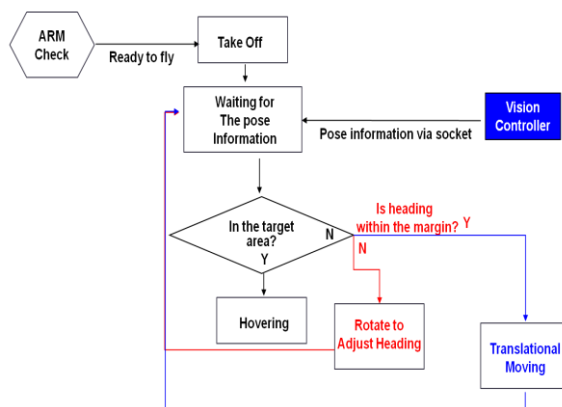 ARM
Check
Ready to fly
Take Off
Waiting for
The pose
Information
Pose information via socket
Vision
Controller
In the target
area?
Y
N
Is heading
within the margin? Y
N
Hovering
Rotate to
Adjust Heading
Translational
Moving